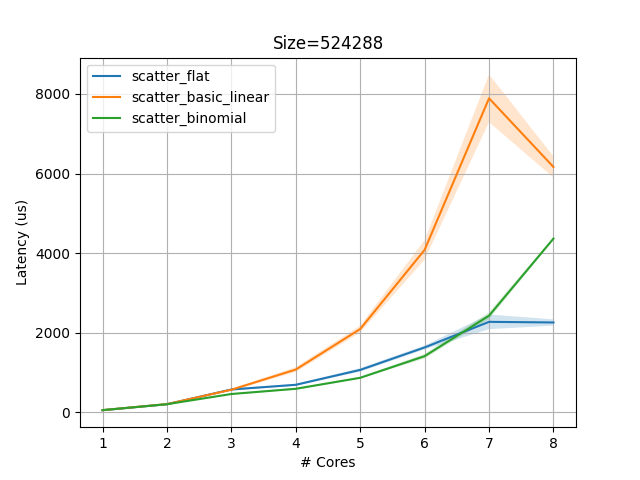 Size=524288
scatter_flat
scatter_basic_linear
scatter_binomial
Latency (us)
8000
6000
4000
2000
0
1 2 3 4 5 6 7 8
# Cores